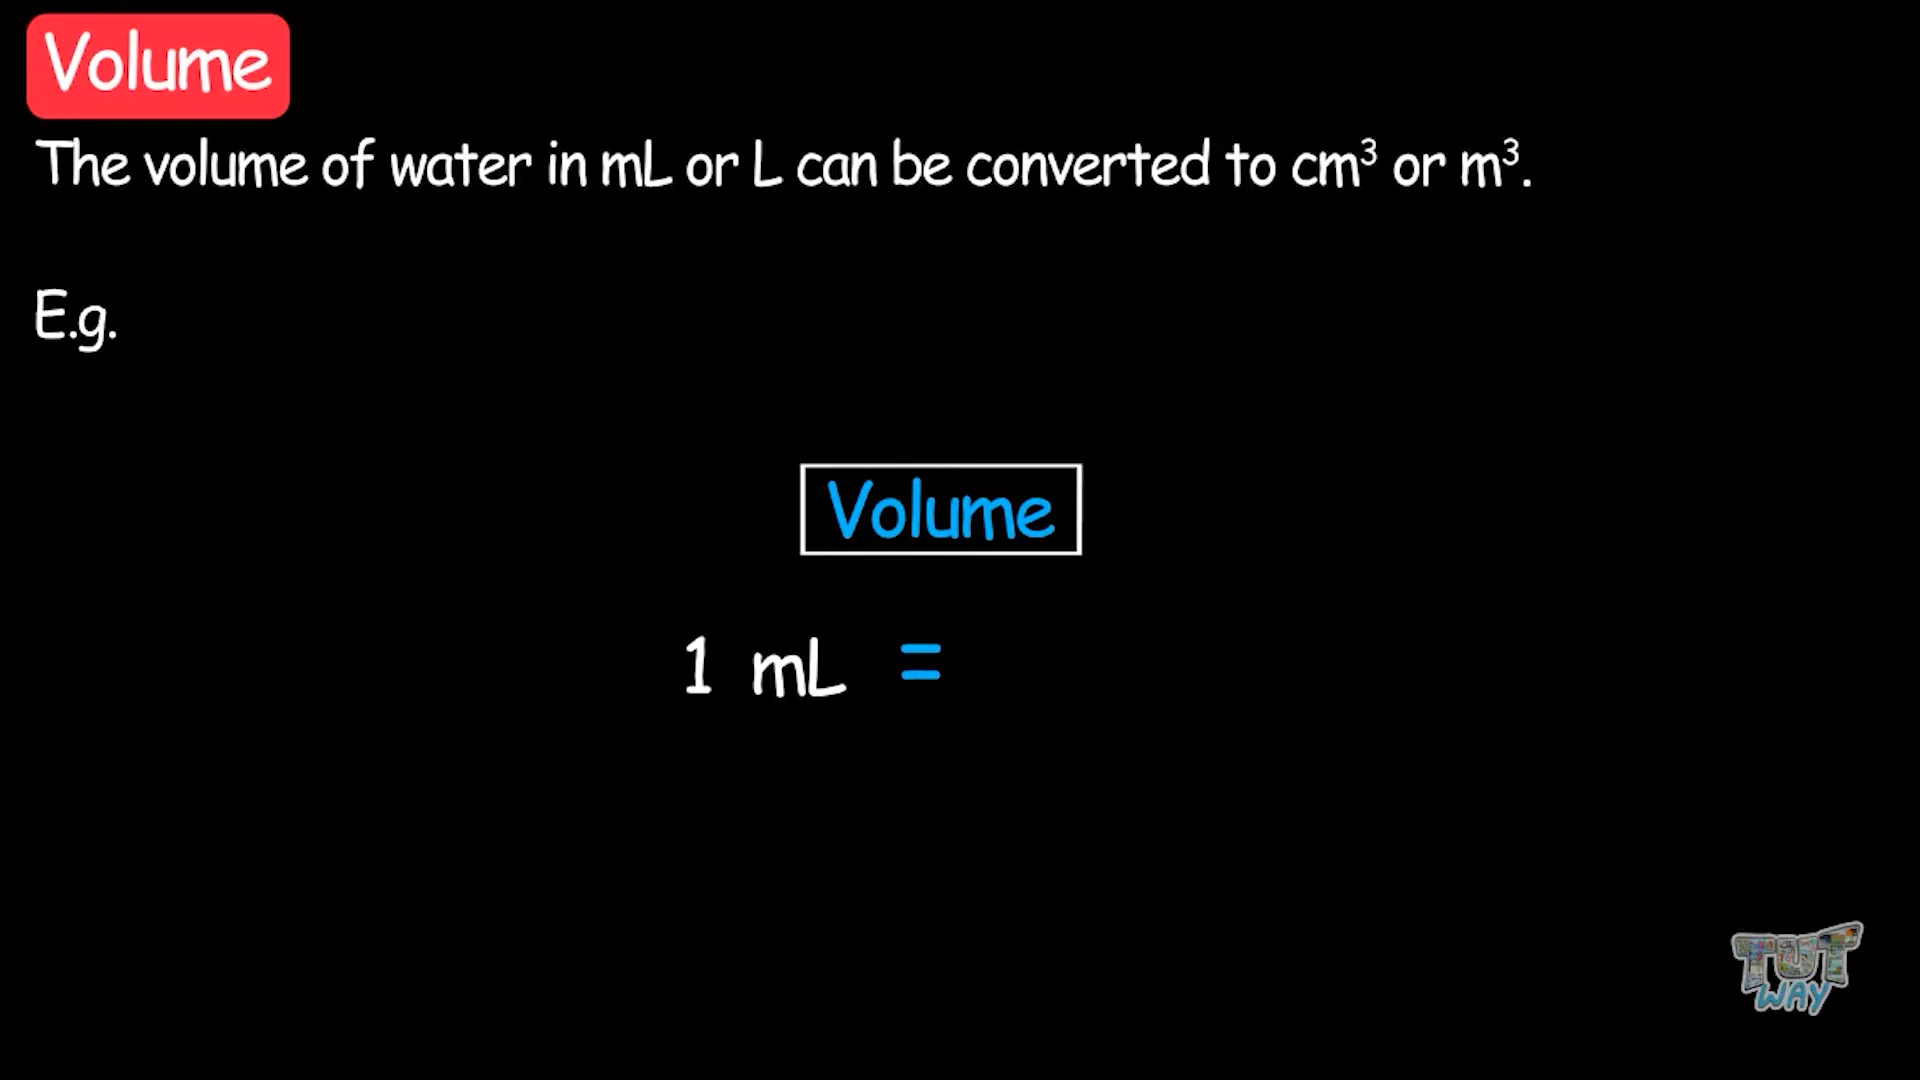 Volume
The volume of water in mL or L can be converted to cm³ or m³.
E.g.
Volume
1 mL =
TUT
WAY